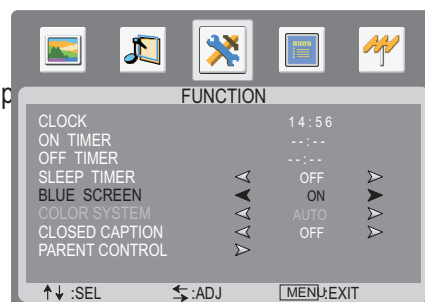 p
FUNCTION
CLOCK 14:56
ON TIMER --:--
OFF TIMER --:--
SLEEP TIMER OFF
BLUE SCREEN ON
COLOR SYSTEM AUTO
CLOSED CAPTION OFF
PARENT CONTROL
:SEL :ADJ MENU:EXIT